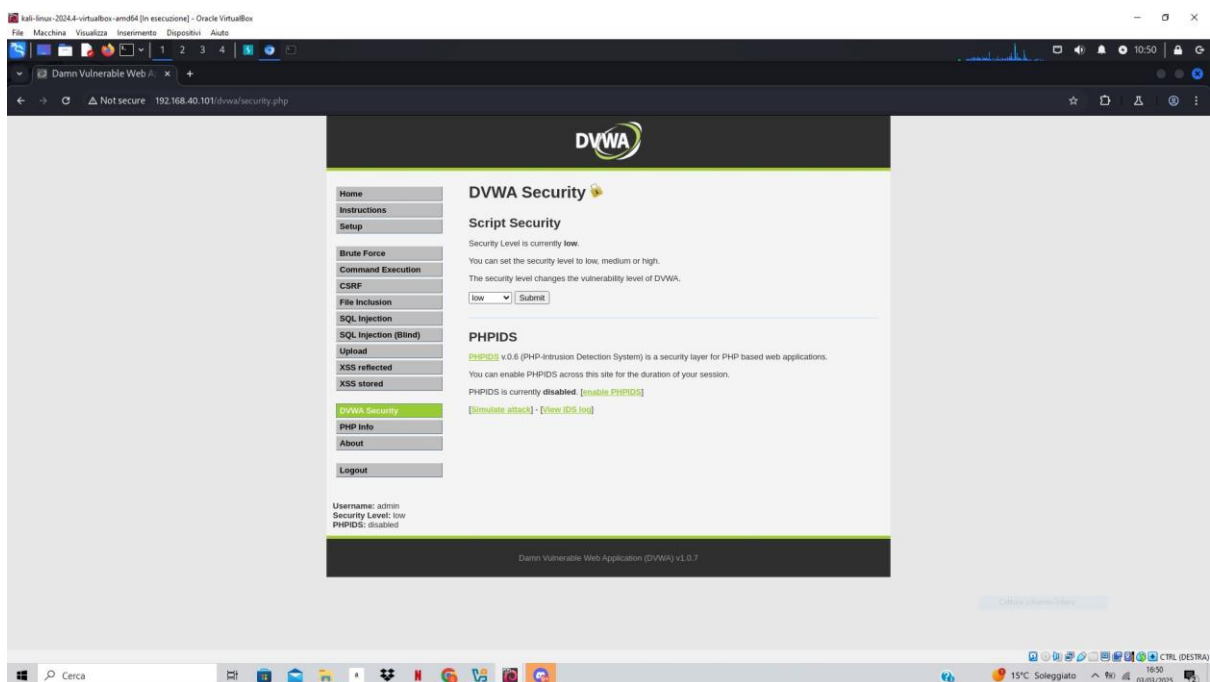 kali-linux-2024.4-virtualbox-amd64 [In esecuzione] - Oracle VirtualBox
File Macchina Visualizza Inserimento Dispositivi Aiuto
1 2 3 4
10:50
Damn Vulnerable Web A
Not secure 192.168.40.101/dvwa/security.php
DVWA
Home
Instructions
Setup
Brute Force
Command Execution
CSRF
File Inclusion
SQL Injection
SQL Injection (Blind)
Upload
XSS reflected
XSS stored
DVWA Security
PHP Info
About
Logout
Username: admin
Security Level: low
PHPIDS: disabled
DVWA Security
Script Security
Security Level is currently low.
You can set the security level to low, medium or high.
The security level changes the vulnerability level of DVWA.
low Submit
PHPIDS
PHPIDS v.0.6 (PHP-Intrusion Detection System) is a security layer for PHP based web applications.
You can enable PHPIDS across this site for the duration of your session.
PHPIDS is currently disabled. [enable PHPIDS]
[Simulate attack] - [View IDS log]
Damn Vulnerable Web Application (DVWA) v1.0.7
CTRL (DESTRA)
Cerca
15°C Soleggiato
16:50
03/03/2025